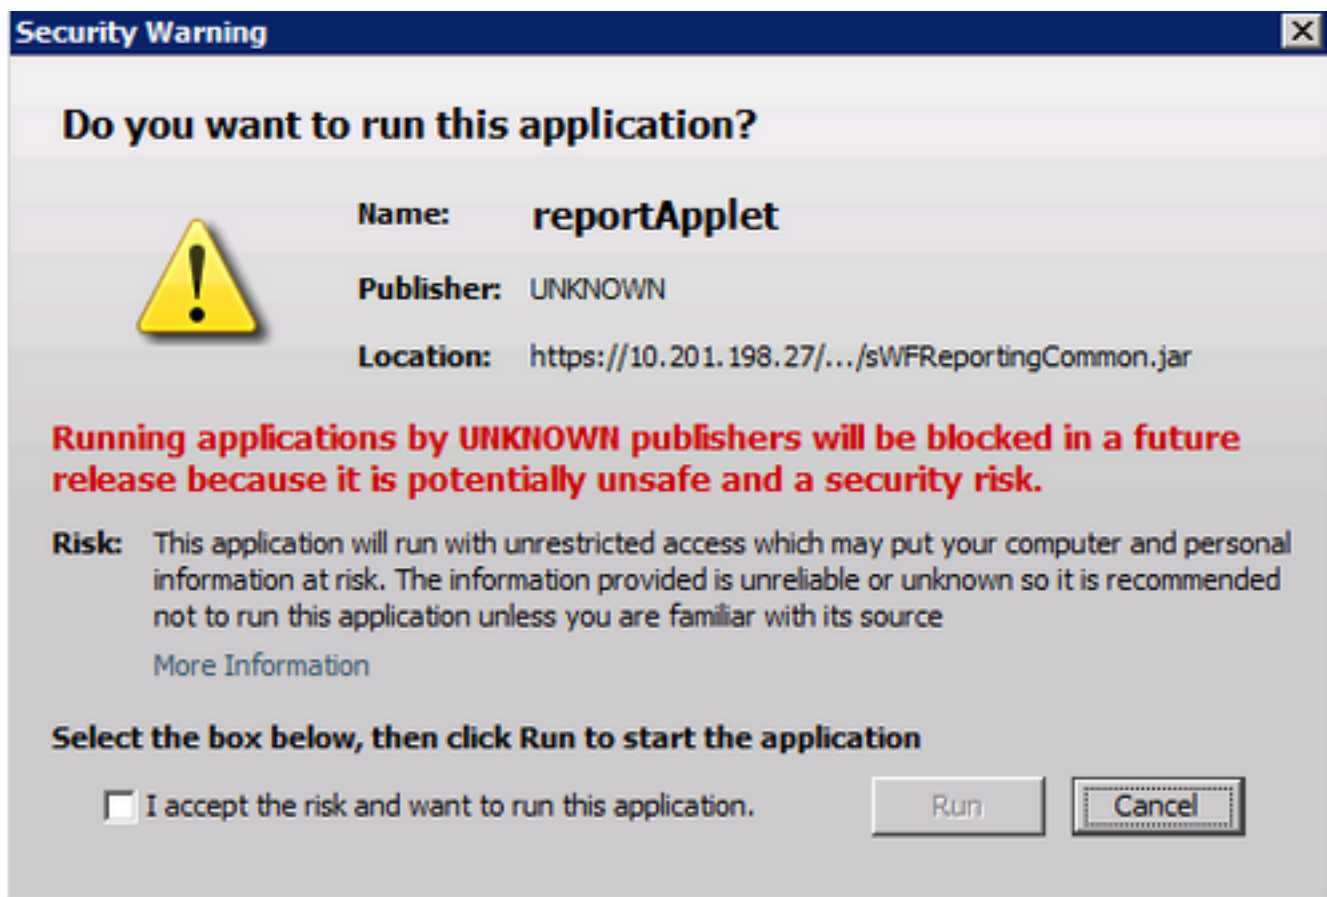 Security Warning
Do you want to run this application?
Name: reportApplet
Publisher: UNKNOWN
Location: https://10.201.198.27/.../sWFReportingCommon.jar
Running applications by UNKNOWN publishers will be blocked in a future
release because it is potentially unsafe and a security risk.
Risk: This application will run with unrestricted access which may put your computer and personal
information at risk. The information provided is unreliable or unknown so it is recommended
not to run this application unless you are familiar with its source
More Information
Select the box below, then click Run to start the application
I accept the risk and want to run this application. Run Cancel